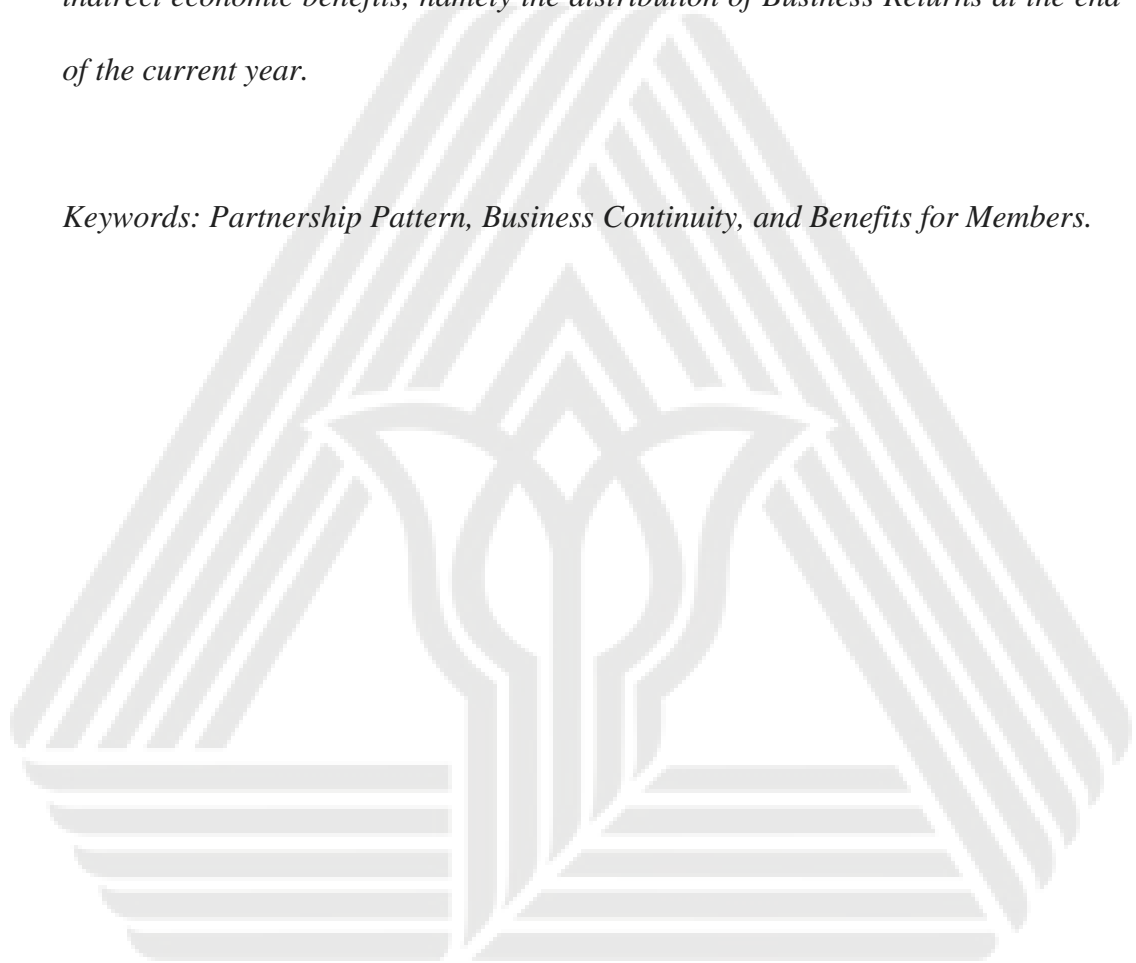 indirect economic benefits, namely the distribution of Business Returns at the end
of the current year.
Keywords: Partnership Pattern, Business Continuity, and Benefits for Members.